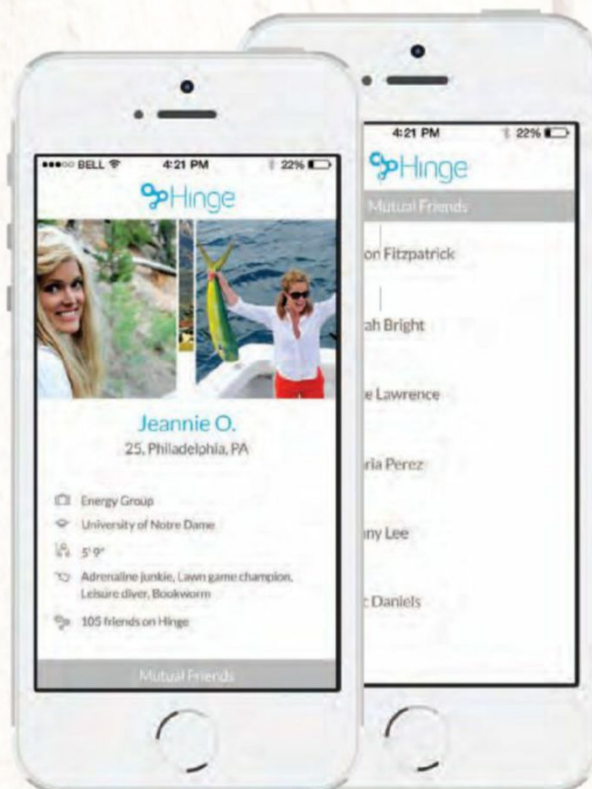 BELL 4:21 PM 22%
Hinge
Jeannie O.
25, Philadelphia, PA
Energy Group
University of Notre Dame
5' 9"
Adrenaline junkie, Lawn game champion,
Leisure diver, Bookworm
105 friends on Hinge
Mutual Friends
4:21 PM 22%
Hinge
Mutual Friends
on Fitzpatrick
ah Bright
e Lawrence
ria Perez
ny Lee
c Daniels